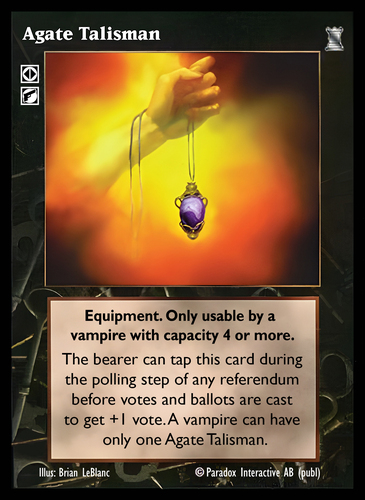 Agate Talisman
Equipment. Only usable by a
vampire with capacity 4 or more.
The bearer can tap this card during
the polling step of any referendum
before votes and ballots are cast
to get +1 vote. A vampire can have
only one Agate Talisman.
Illus: Brian LeBlanc
© Paradox Interactive AB (publ)